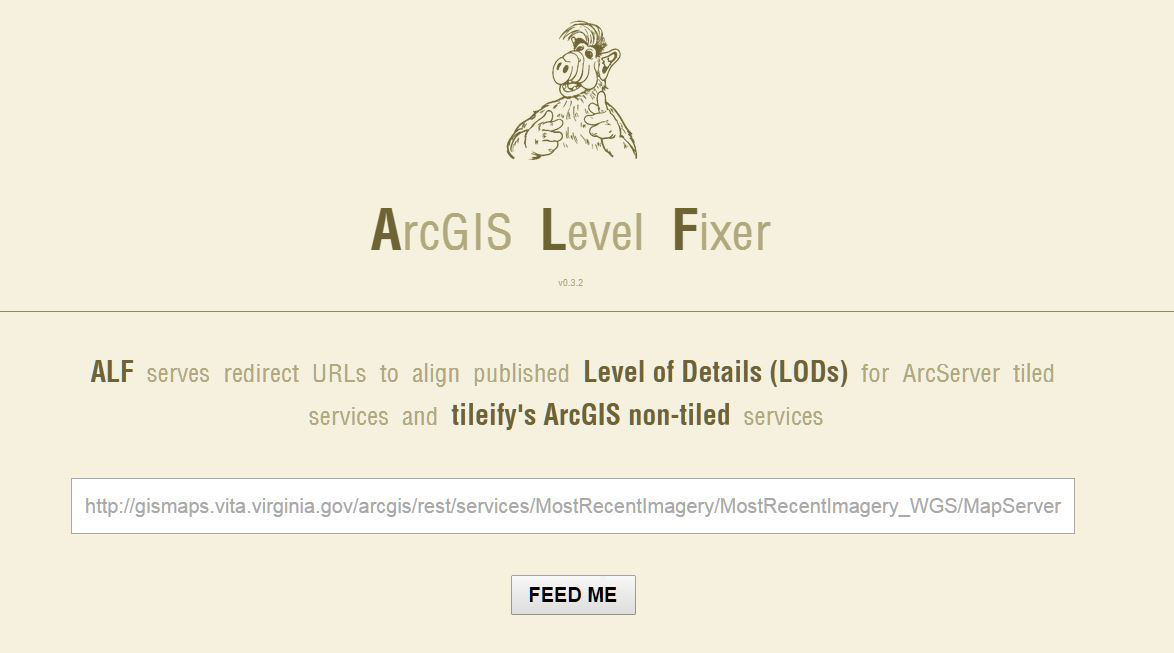 ArcGIS Level Fixer
v0.3.2
ALF serves redirect URLs to align published Level of Details (LODs) for ArcServer tiled
services and tileify's ArcGIS non-tiled services
http://gismaps.vita.virginia.gov/arcgis/rest/services/MostRecentImagery/MostRecentImagery_WGS/MapServer
FEED ME